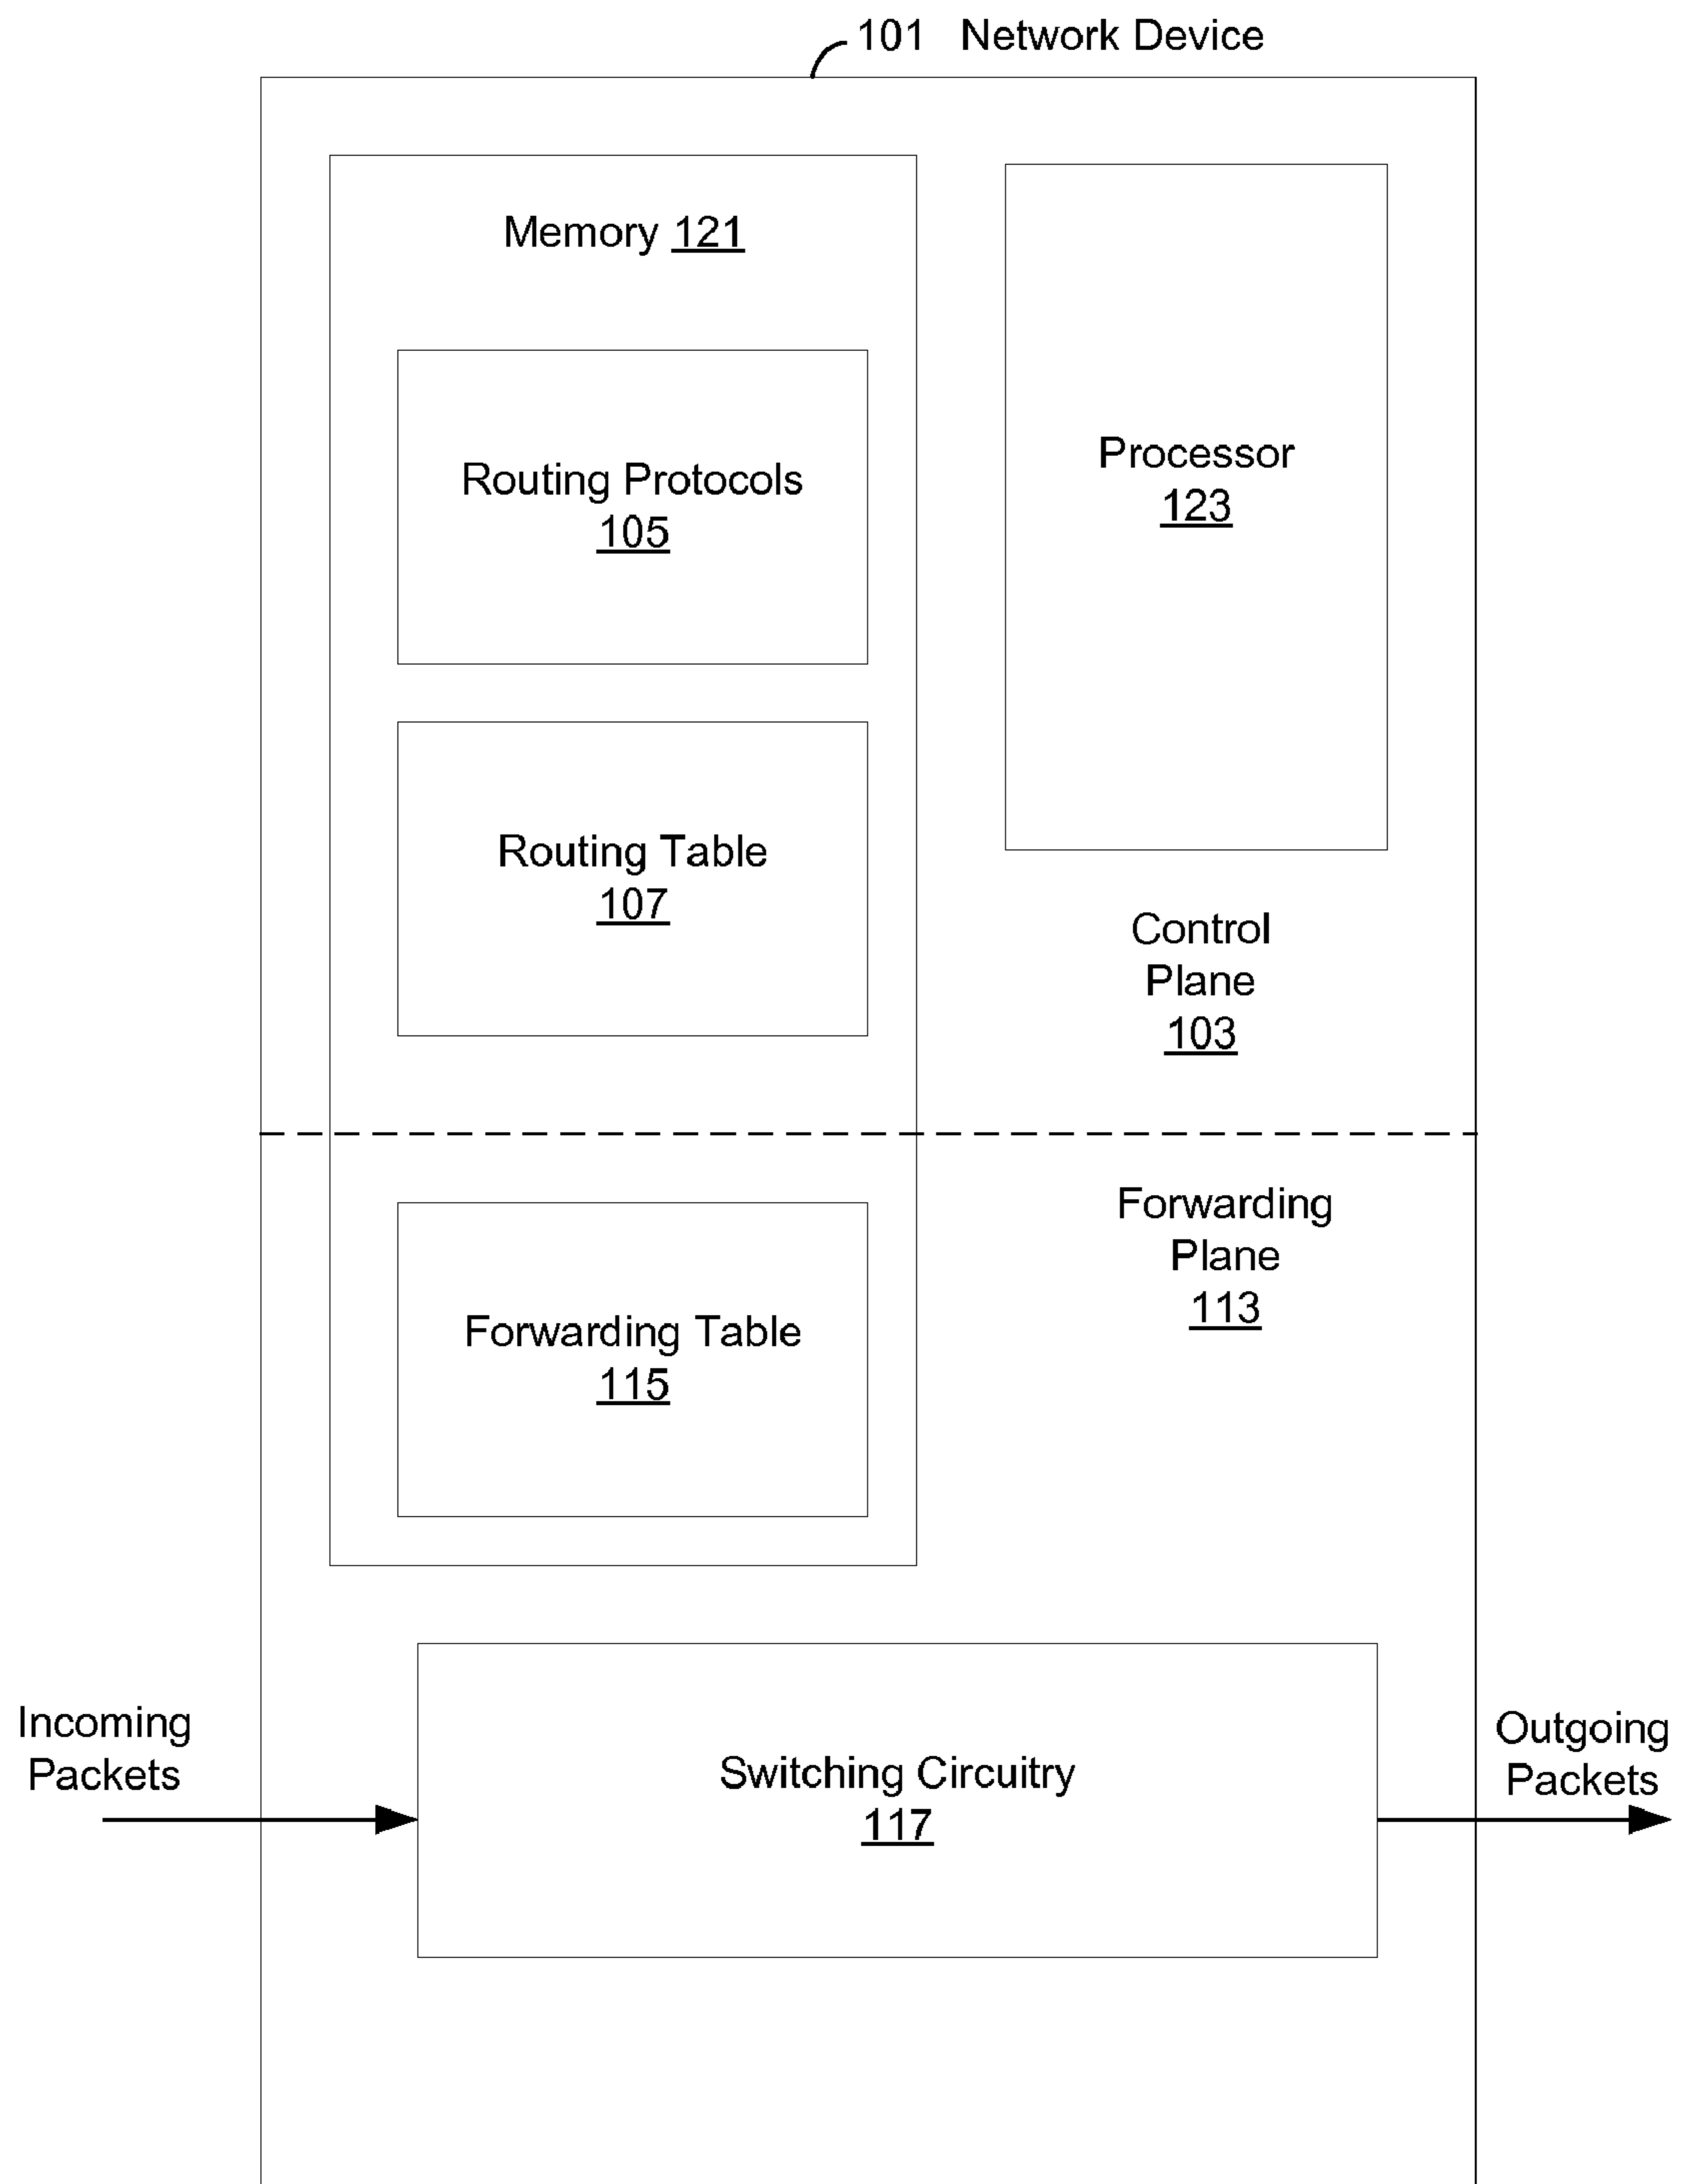 101 Network Device
Memory 121
Routing Protocols
105
Processor
123
Routing Table
107
Control
Plane
103
Forwarding
Plane
113
Forwarding Table
115
Incoming
Packets
Switching Circuitry
117
Outgoing
Packets